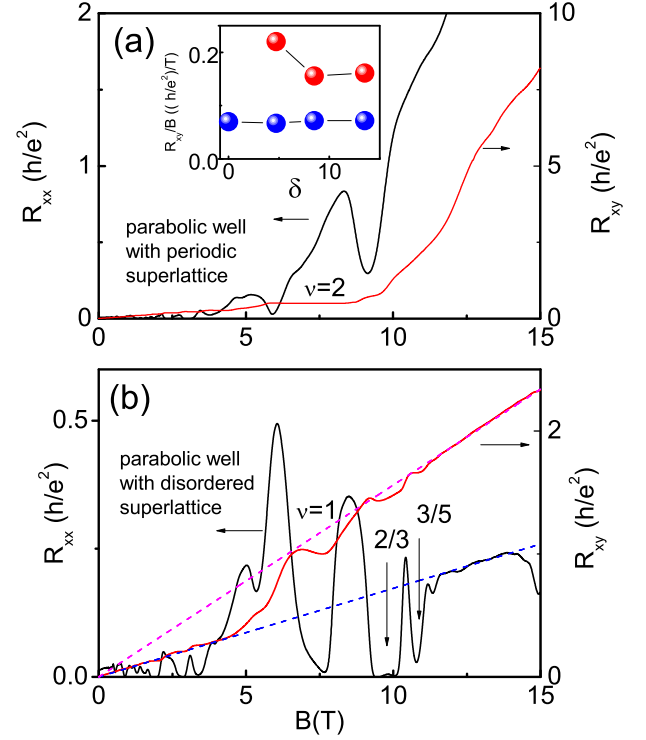 2
(a)
0.2
10
R_xy/B ((h/e²)/T)
0.0
0
10
δ
R_xx (h/e²)
1
5
R_xy (h/e²)
parabolic well
with periodic
superlattice
ν=2
0
0
0
5
10
15
(b)
0.5
2
parabolic well
with disordered
superlattice
R_xx (h/e²)
ν=1
3/5
R_xy (h/e²)
2/3
1
0.0
0
0
5
10
15
B(T)